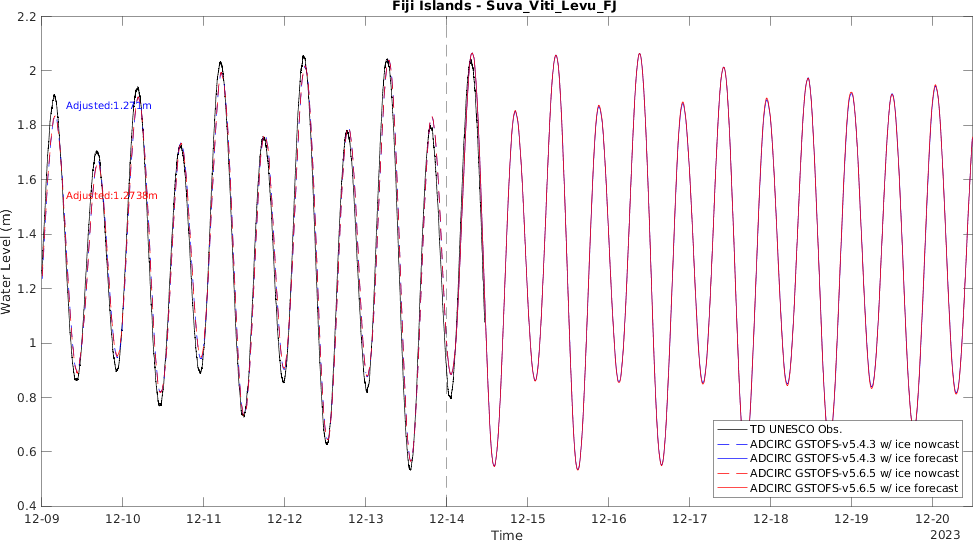 Fiji Islands - Suva_Viti_Levu_FJ
2.2
2
1.8
1.6
1.4
1.2
1
0.8
0.6
0.4
Water Level (m)
Adjusted:1.271m
Adjusted:1.2738m
TD UNESCO Obs.
ADCIRC GSTOFS-v5.4.3 w/ ice nowcast
ADCIRC GSTOFS-v5.4.3 w/ ice forecast
ADCIRC GSTOFS-v5.6.5 w/ ice nowcast
ADCIRC GSTOFS-v5.6.5 w/ ice forecast
12-09 12-10 12-11 12-12 12-13 12-14 12-15 12-16 12-17 12-18 12-19 12-20
Time
2023